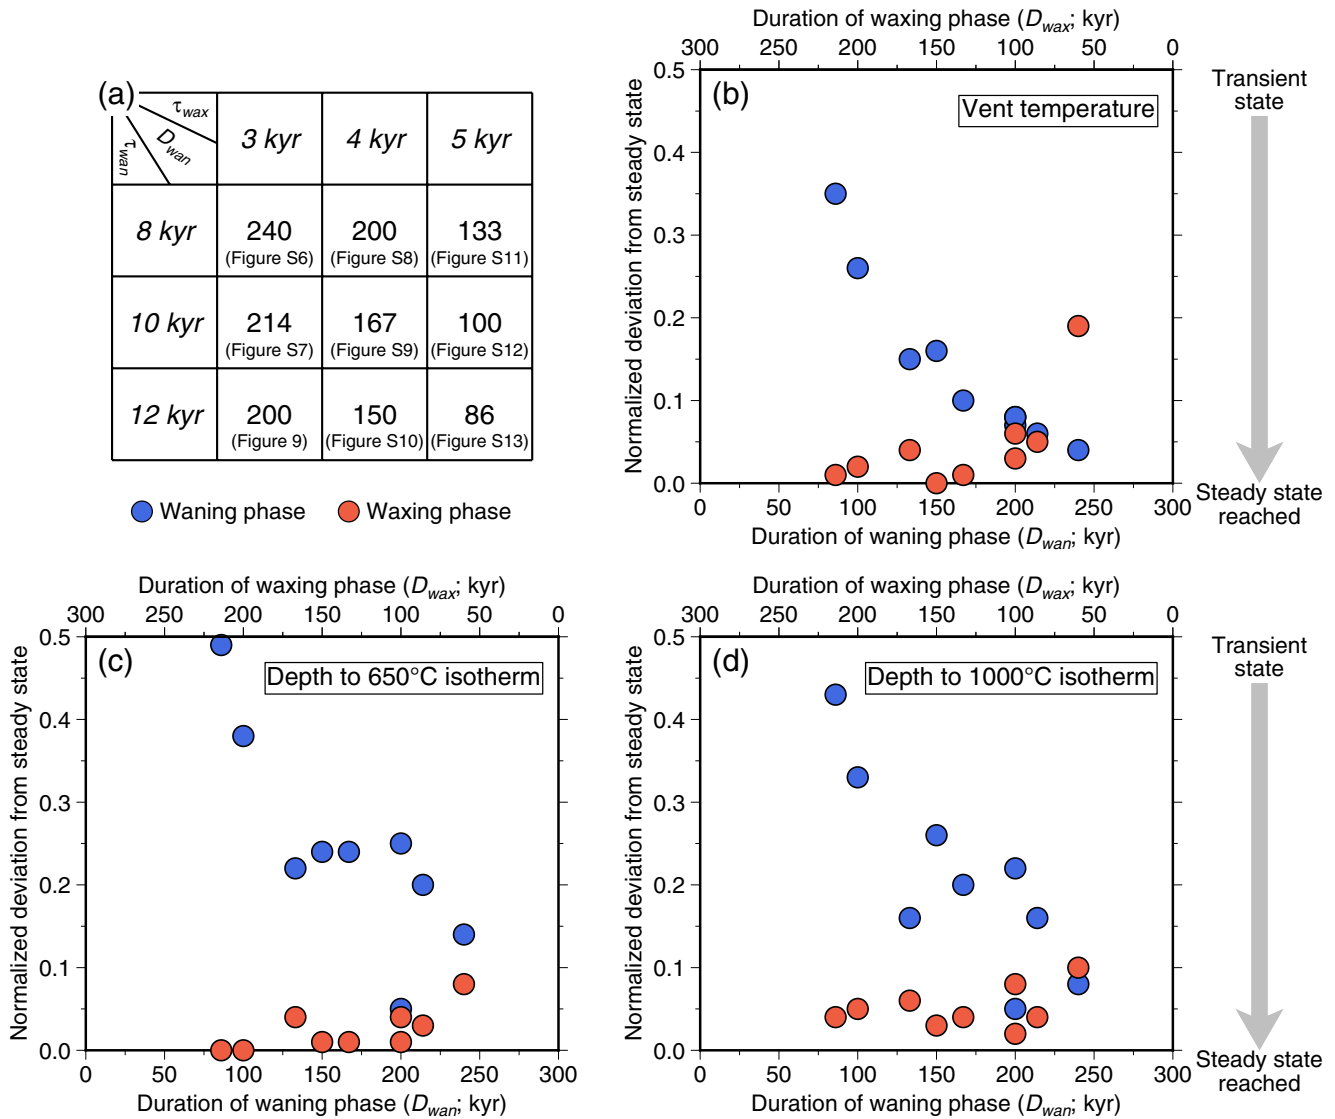 (a)
τwax
Dwan
τwan
3 kyr 4 kyr 5 kyr
8 kyr 240 200 133
(Figure S6) (Figure S8) (Figure S11)
10 kyr 214 167 100
(Figure S7) (Figure S9) (Figure S12)
12 kyr 200 150 86
(Figure 9) (Figure S10) (Figure S13)
Waning phase Waxing phase
Duration of waxing phase (Dwax; kyr)
300 250 200 150 100 50 0
(b)
Vent temperature
Normalized deviation from steady state
0.5
0.4
0.3
0.2
0.1
0.0
0 50 100 150 200 250 300
Duration of waning phase (Dwan; kyr)
Transient
state
Steady state
reached
Duration of waxing phase (Dwax; kyr)
300 250 200 150 100 50 0
(c)
Depth to 650°C isotherm
Normalized deviation from steady state
0.5
0.4
0.3
0.2
0.1
0.0
0 50 100 150 200 250 300
Duration of waning phase (Dwan; kyr)
Duration of waxing phase (Dwax; kyr)
300 250 200 150 100 50 0
(d)
Depth to 1000°C isotherm
Normalized deviation from steady state
0.5
0.4
0.3
0.2
0.1
0.0
0 50 100 150 200 250 300
Duration of waning phase (Dwan; kyr)
Transient
state
Steady state
reached